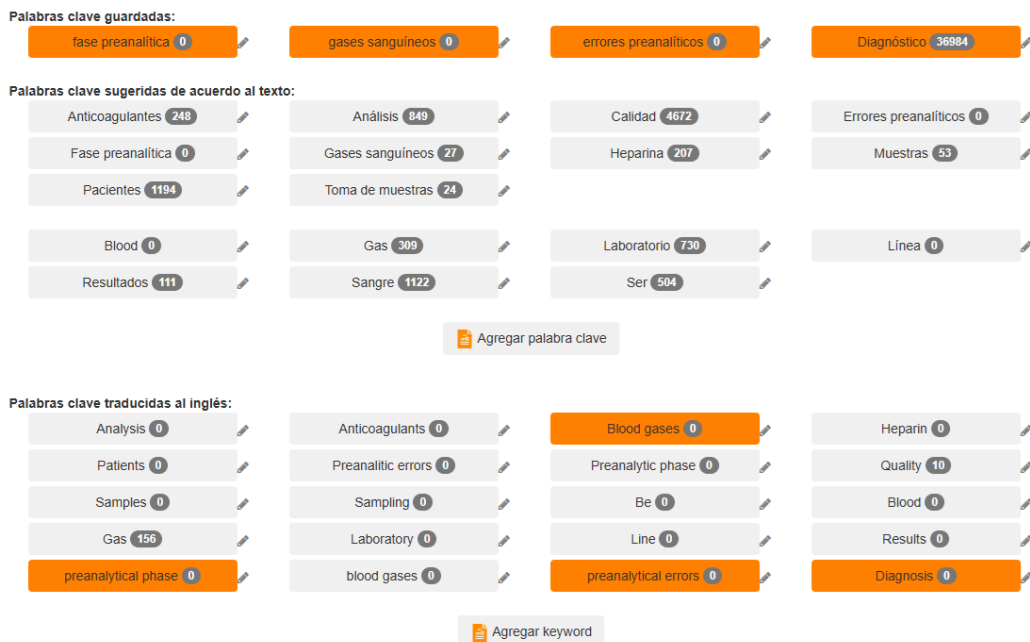 Palabras clave guardadas:
fase preanalítica 0 gases sanguíneos 0 errores preanalíticos 0 Diagnóstico 36984
Palabras clave sugeridas de acuerdo al texto:
Anticoagulantes 248 Análisis 849 Calidad 4672 Errores preanalíticos 0
Fase preanalítica 0 Gases sanguíneos 27 Heparina 207 Muestras 53
Pacientes 1194 Toma de muestras 24
Blood 0 Gas 309 Laboratorio 730 Línea 0
Resultados 111 Sangre 1122 Ser 504
Agregar palabra clave
Palabras clave traducidas al inglés:
Analysis 0 Anticoagulants 0 Blood gases 0 Heparin 0
Patients 0 Preanalitic errors 0 Preanalytic phase 0 Quality 10
Samples 0 Sampling 0 Be 0 Blood 0
Gas 156 Laboratory 0 Line 0 Results 0
preanalytical phase 0 blood gases 0 preanalytical errors 0 Diagnosis 0
Agregar keyword